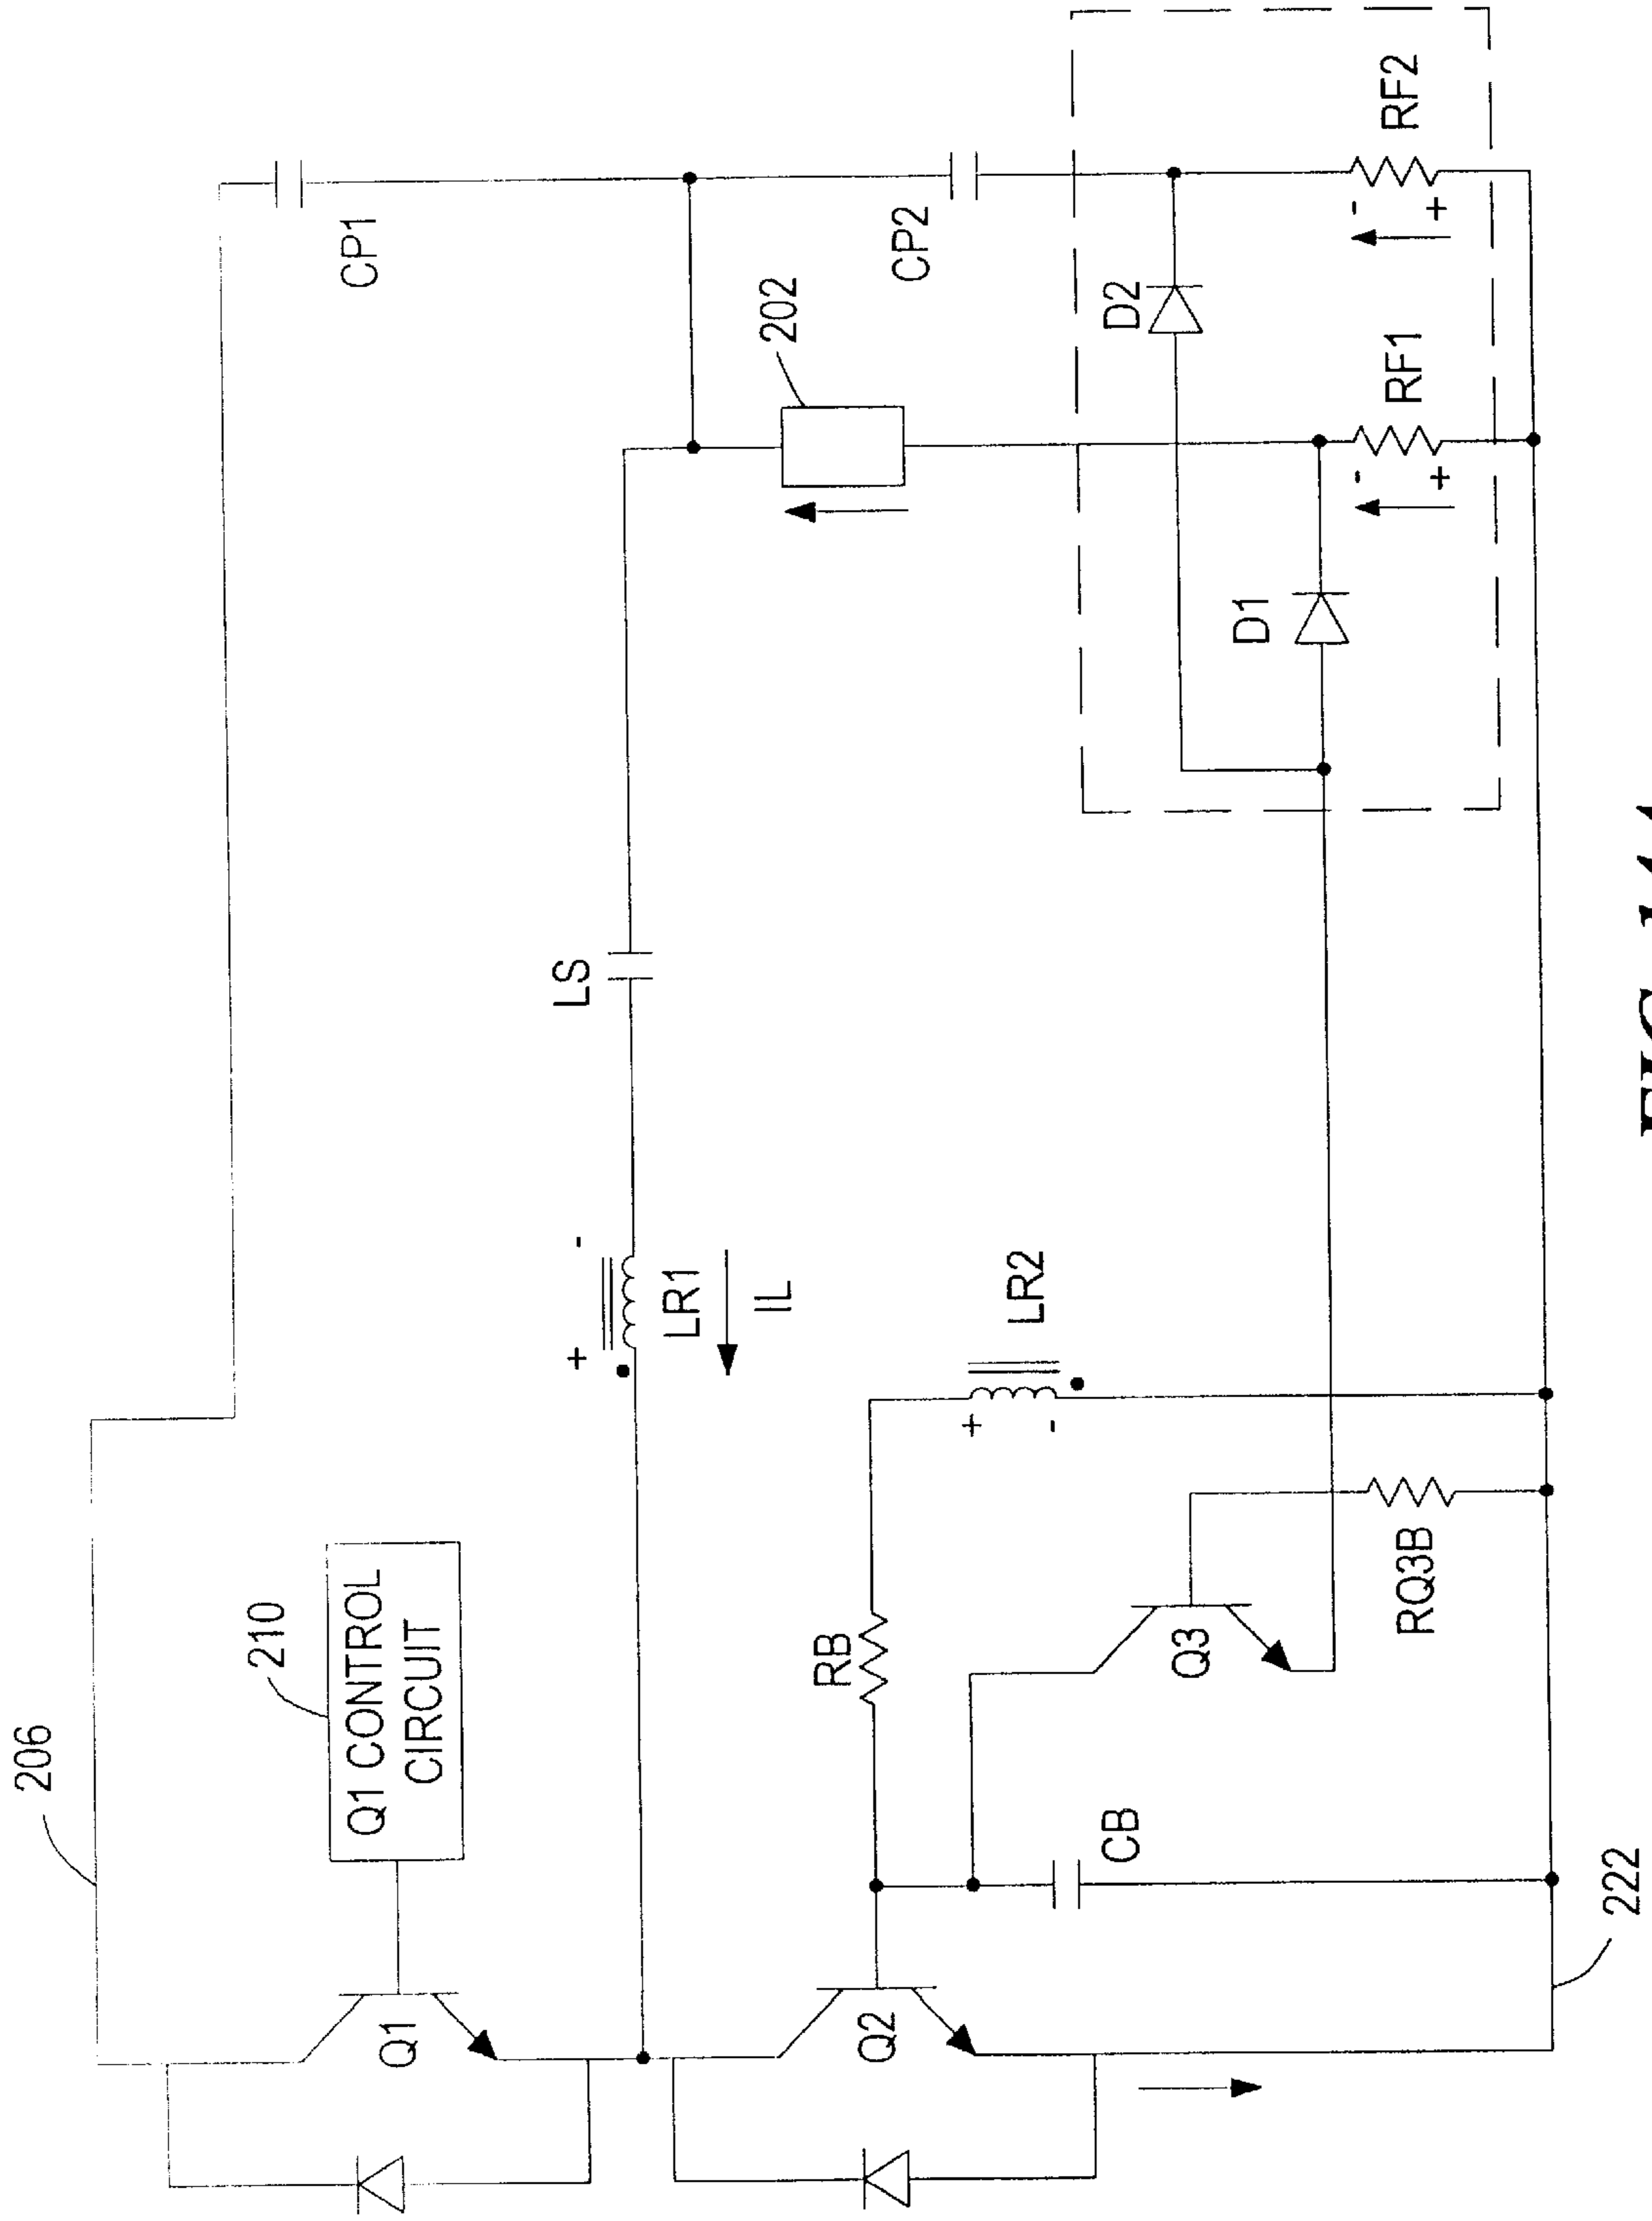 206
210
Q1 CONTROL
CIRCUIT
Q1
CP1
LS
+
-
LR1
IL
202
CP2
RB
LR2
+
-
Q2
CB
Q3
RQ3B
D2
D1
RF1
-
+
RF2
-
+
222